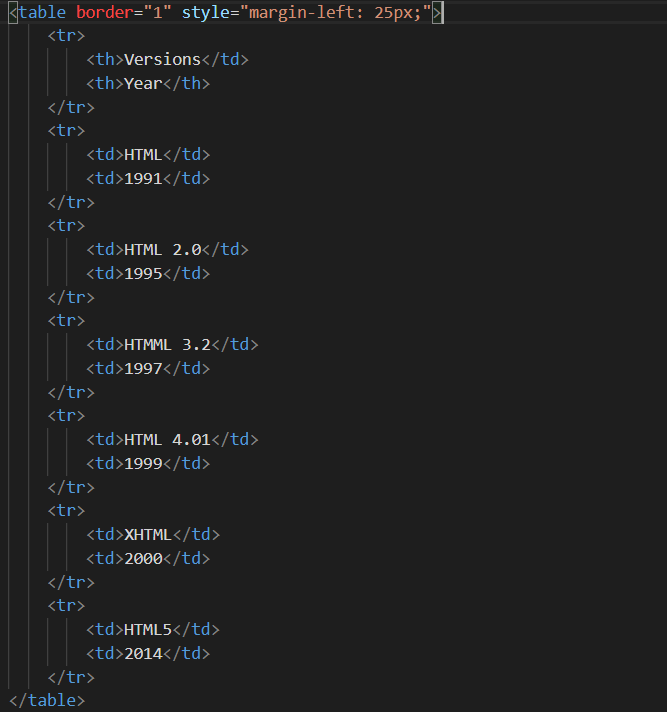 <table border="1" style="margin-left: 25px;">
    <tr>
        <th>Versions</td>
        <th>Year</th>
    </tr>
    <tr>
        <td>HTML</td>
        <td>1991</td>
    </tr>
    <tr>
        <td>HTML 2.0</td>
        <td>1995</td>
    </tr>
    <tr>
        <td>HTMML 3.2</td>
        <td>1997</td>
    </tr>
    <tr>
        <td>HTML 4.01</td>
        <td>1999</td>
    </tr>
    <tr>
        <td>XHTML</td>
        <td>2000</td>
    </tr>
    <tr>
        <td>HTML5</td>
        <td>2014</td>
    </tr>
</table>